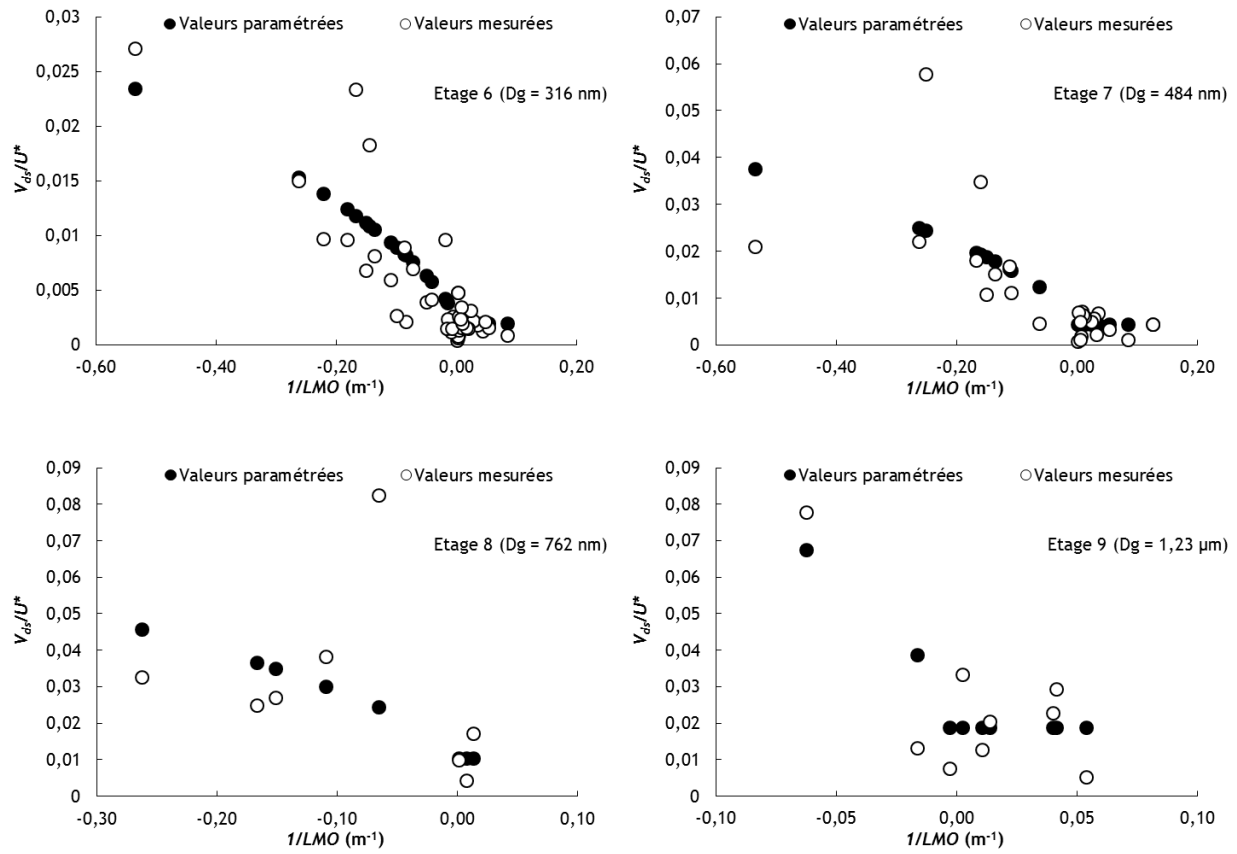 ● Valeurs paramétrées ○ Valeurs mesurées
Etage 6 (Dg = 316 nm)
Vds/U*
0,03
0,025
0,02
0,015
0,01
0,005
0
-0,60 -0,40 -0,20 0,00 0,20
1/LMO (m⁻¹)
● Valeurs paramétrées ○ Valeurs mesurées
Etage 7 (Dg = 484 nm)
Vds/U*
0,07
0,06
0,05
0,04
0,03
0,02
0,01
0
-0,60 -0,40 -0,20 0,00 0,20
1/LMO (m⁻¹)
● Valeurs paramétrées ○ Valeurs mesurées
Etage 8 (Dg = 762 nm)
Vds/U*
0,09
0,08
0,07
0,06
0,05
0,04
0,03
0,02
0,01
0
-0,30 -0,20 -0,10 0,00 0,10
1/LMO (m⁻¹)
● Valeurs paramétrées ○ Valeurs mesurées
Etage 9 (Dg = 1,23 µm)
Vds/U*
0,09
0,08
0,07
0,06
0,05
0,04
0,03
0,02
0,01
0
-0,10 -0,05 0,00 0,05 0,10
1/LMO (m⁻¹)